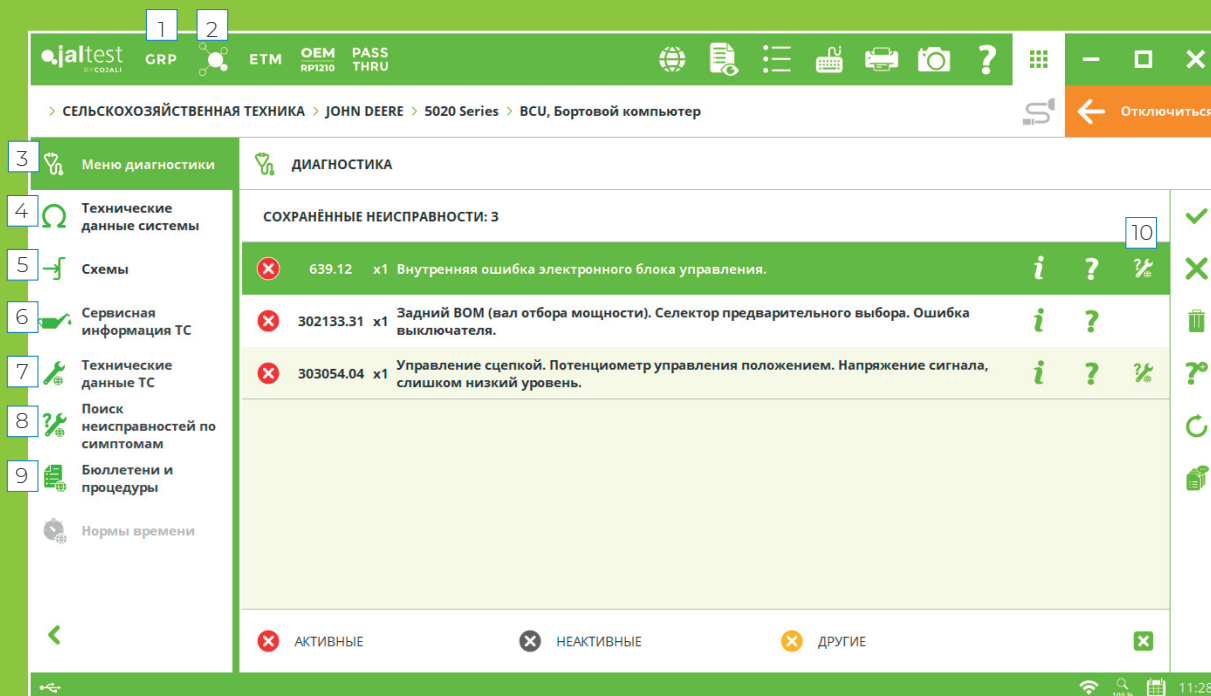 1 2
jaltest GRP ETM OEM PASS
BY COJALI RP1210 THRU
> СЕЛЬСКОХОЗЯЙСТВЕННАЯ ТЕХНИКА > JOHN DEERE > 5020 Series > BCU, Бортовой компьютер
Отключиться
3 Меню диагностики
ДИАГНОСТИКА
4 Технические
данные системы
5 Схемы
6 Сервисная
информация ТС
7 Технические
данные ТС
8 Поиск
неисправностей по
симптомам
9 Бюллетени и
процедуры
Нормы времени
СОХРАНЁННЫЕ НЕИСПРАВНОСТИ: 3
10
639.12 x1 Внутренняя ошибка электронного блока управления.
302133.31 x1 Задний ВОМ (вал отбора мощности). Селектор предварительного выбора. Ошибка
выключателя.
303054.04 x1 Управление сцепкой. Потенциометр управления положением. Напряжение сигнала,
слишком низкий уровень.
АКТИВНЫЕ НЕАКТИВНЫЕ ДРУГИЕ
100 % 11:28